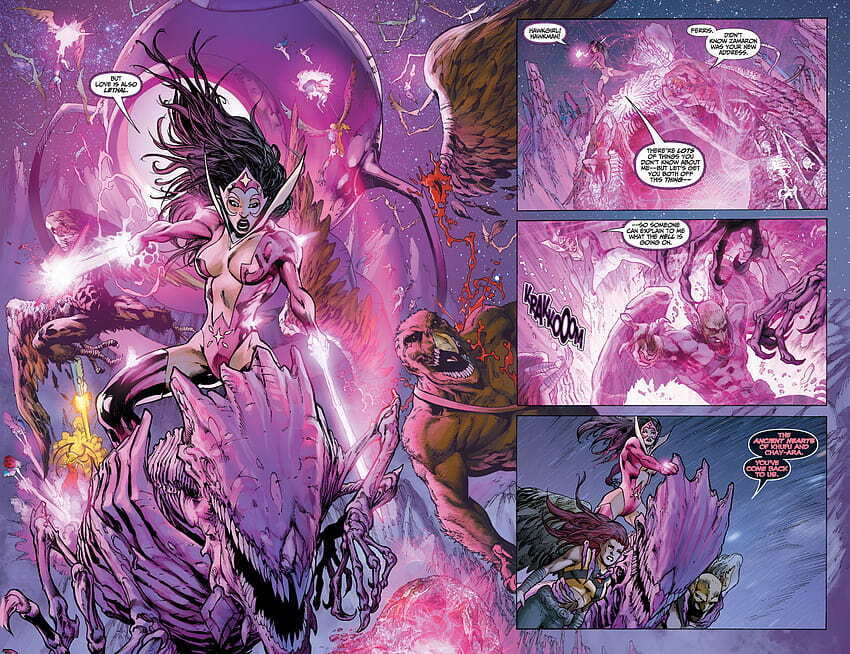 BUT
LOVE IS ALSO
LETHAL.
HAWKGIRL!
HAWKMAN!
FERRIS.
DIDN'T
KNOW ZAMARON
WAS YOUR NEW
ADDRESS.
THERE'RE LOTS
OF THINGS YOU
DON'T KNOW ABOUT
ME--BUT LET'S GET
YOU BOTH OFF
THIS THING--
--SO SOMEONE
CAN EXPLAIN TO ME
WHAT THE HELL IS
GOING ON.
KRAKKOOOM
THE
ANCIENT HEARTS
OF KHUFU AND
CHAY-ARA.
YOU'VE
COME BACK
TO US.